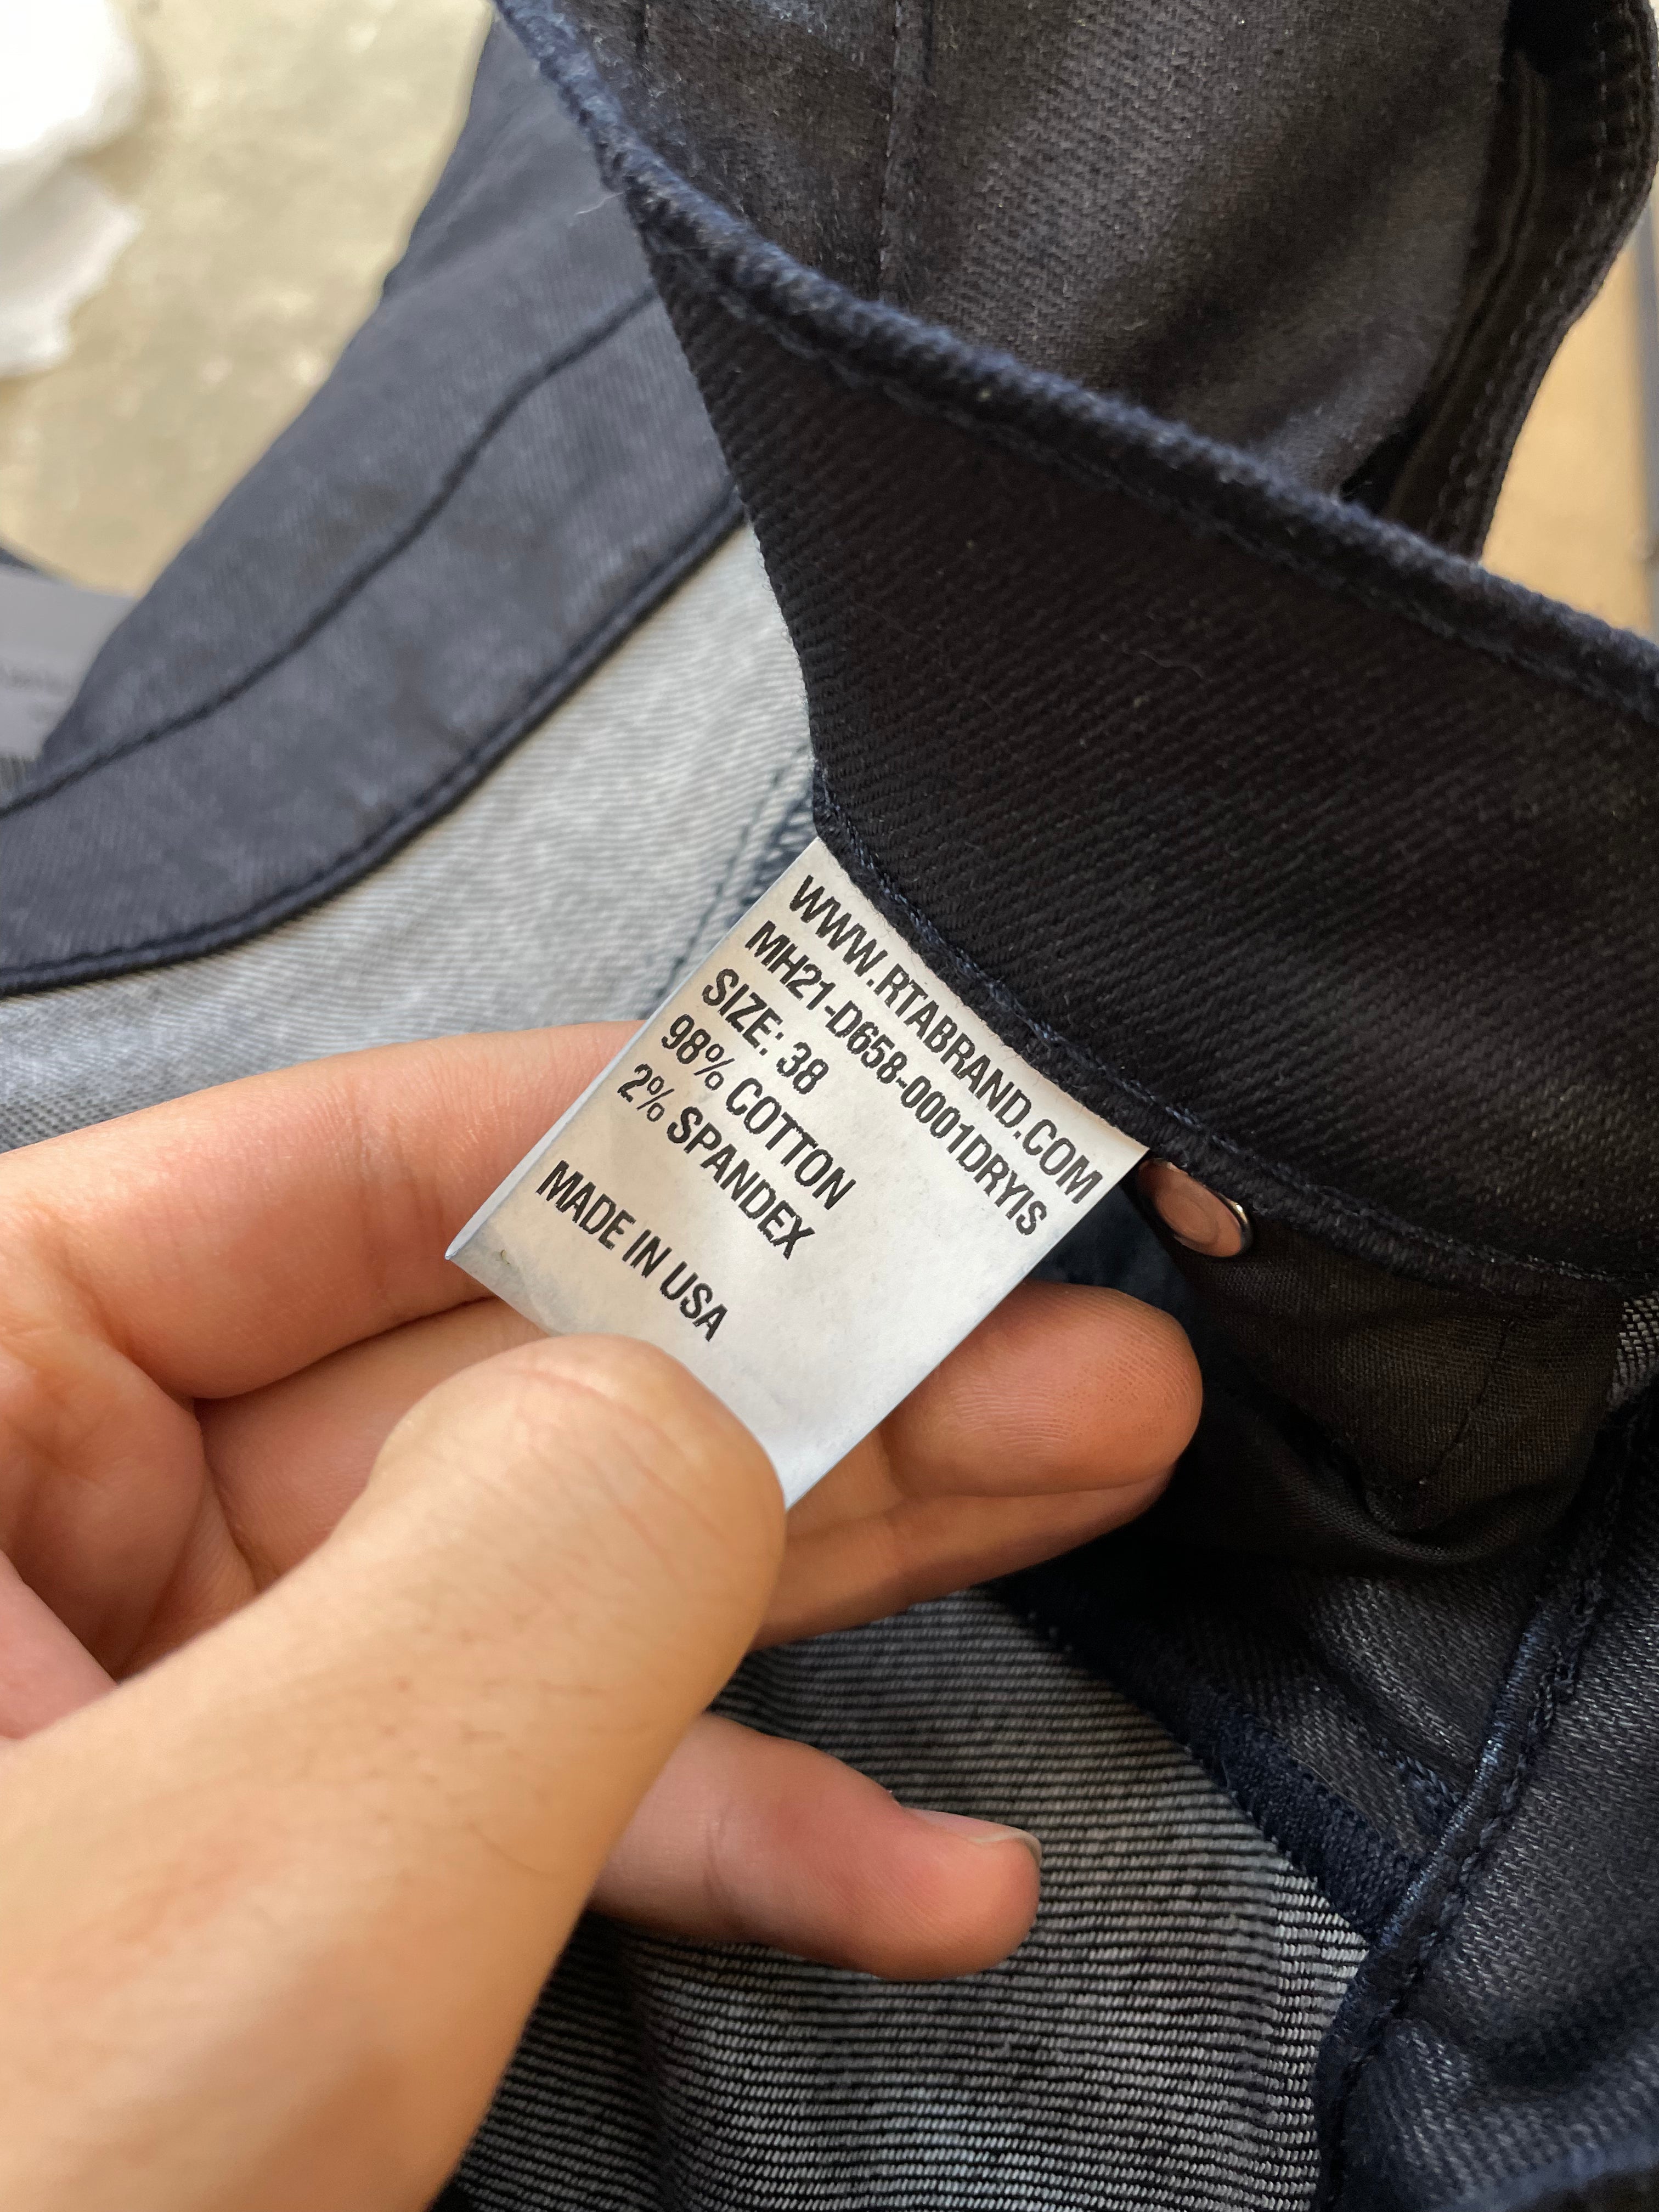 WWW.RTABRAND.COM
MH21-D658-0001DRYIS
SIZE: 38
98% COTTON
2% SPANDEX
MADE IN USA